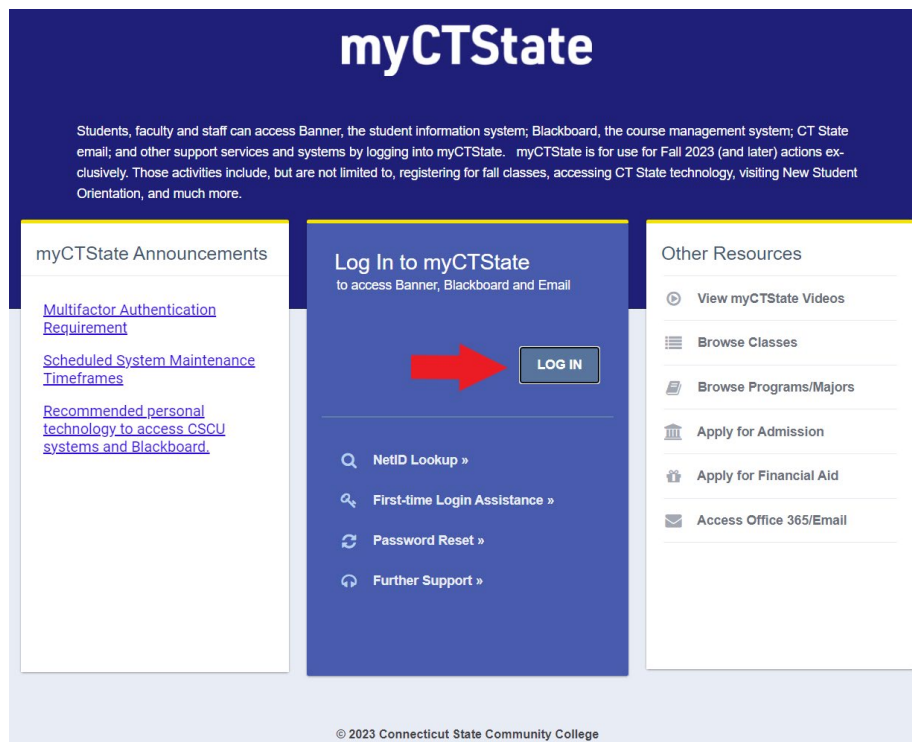 myCTState
Students, faculty and staff can access Banner, the student information system; Blackboard, the course management system; CT State
email; and other support services and systems by logging into myCTState. myCTState is for use for Fall 2023 (and later) actions ex-
clusively. Those activities include, but are not limited to, registering for fall classes, accessing CT State technology, visiting New Student
Orientation, and much more.
myCTState Announcements
Multifactor Authentication
Requirement
Scheduled System Maintenance
Timeframes
Recommended personal
technology to access CSCU
systems and Blackboard.
Log In to myCTState
to access Banner, Blackboard and Email
LOG IN
NetID Lookup »
First-time Login Assistance »
Password Reset »
Further Support »
Other Resources
View myCTState Videos
Browse Classes
Browse Programs/Majors
Apply for Admission
Apply for Financial Aid
Access Office 365/Email
© 2023 Connecticut State Community College